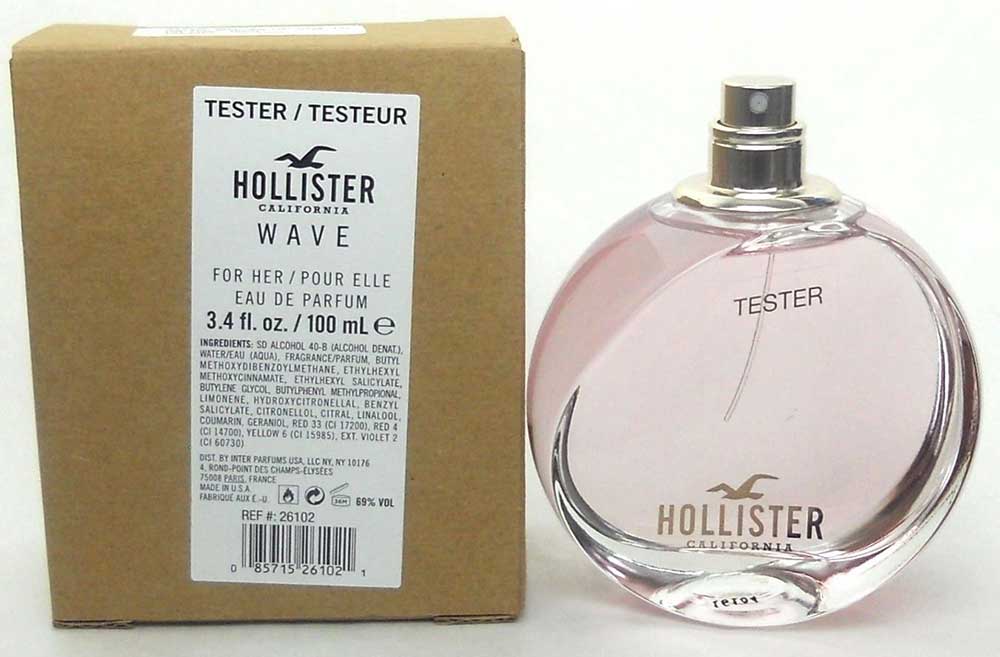 TESTER / TESTEUR
HOLLISTER
CALIFORNIA
WAVE
FOR HER / POUR ELLE
EAU DE PARFUM
3.4 fl. oz. / 100 mL ℮
INGREDIENTS: SD ALCOHOL 40-B (ALCOHOL DENAT.),
WATER/EAU (AQUA), FRAGRANCE/PARFUM, BUTYL
METHOXYDIBENZOYLMETHANE, ETHYLHEXYL
METHOXYCINNAMATE, ETHYLHEXYL SALICYLATE,
BUTYLENE GLYCOL, BUTYLPHENYL METHYLPROPIONAL,
LIMONENE, HYDROXYCITRONELLAL, BENZYL
SALICYLATE, CITRONELLOL, CITRAL, LINALOOL,
COUMARIN, GERANIOL, RED 33 (CI 17200), RED 4
(CI 14700), YELLOW 6 (CI 15985), EXT. VIOLET 2
(CI 60730)
DIST. BY INTER PARFUMS USA, LLC NY, NY 10176
4, ROND-POINT DES CHAMPS-ÉLYSÉES
75008 PARIS, FRANCE
MADE IN U.S.A.
FABRIQUÉ AUX É.-U.
36M
69% VOL
REF #: 26102
0 85715 26102 1
TESTER
HOLLISTER
CALIFORNIA